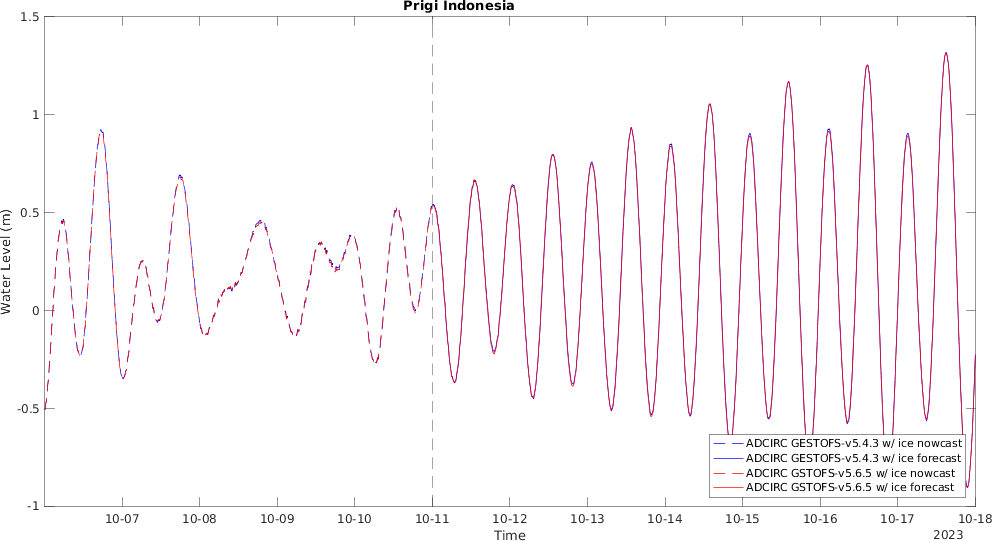 Prigi Indonesia
1.5
1
0.5
0
-0.5
-1
Water Level (m)
ADCIRC GESTOFS-v5.4.3 w/ ice nowcast
ADCIRC GESTOFS-v5.4.3 w/ ice forecast
ADCIRC GSTOFS-v5.6.5 w/ ice nowcast
ADCIRC GSTOFS-v5.6.5 w/ ice forecast
10-07 10-08 10-09 10-10 10-11 10-12 10-13 10-14 10-15 10-16 10-17 10-18
Time
2023